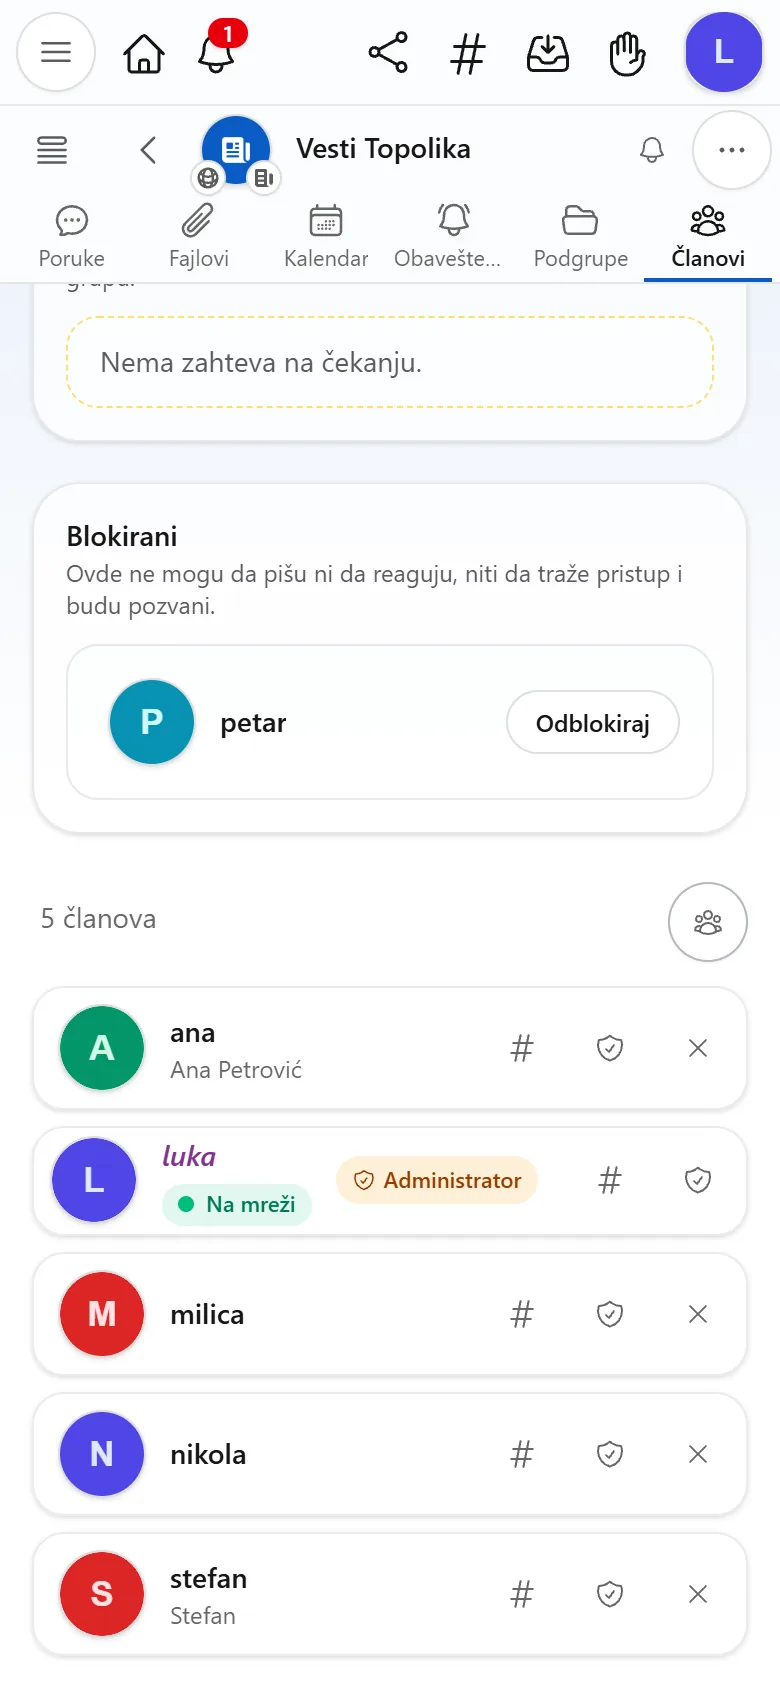 1
L
Vesti Topolika
Poruke
Fajlovi
Kalendar
Obavešte...
Podgrupe
Članovi
grupu.
Nema zahteva na čekanju.
Blokirani
Ovde ne mogu da pišu ni da reaguju, niti da traže pristup i
budu pozvani.
P
petar
Odblokiraj
5 članova
A
ana
Ana Petrović
L
luka
Na mreži
Administrator
M
milica
N
nikola
S
stefan
Stefan